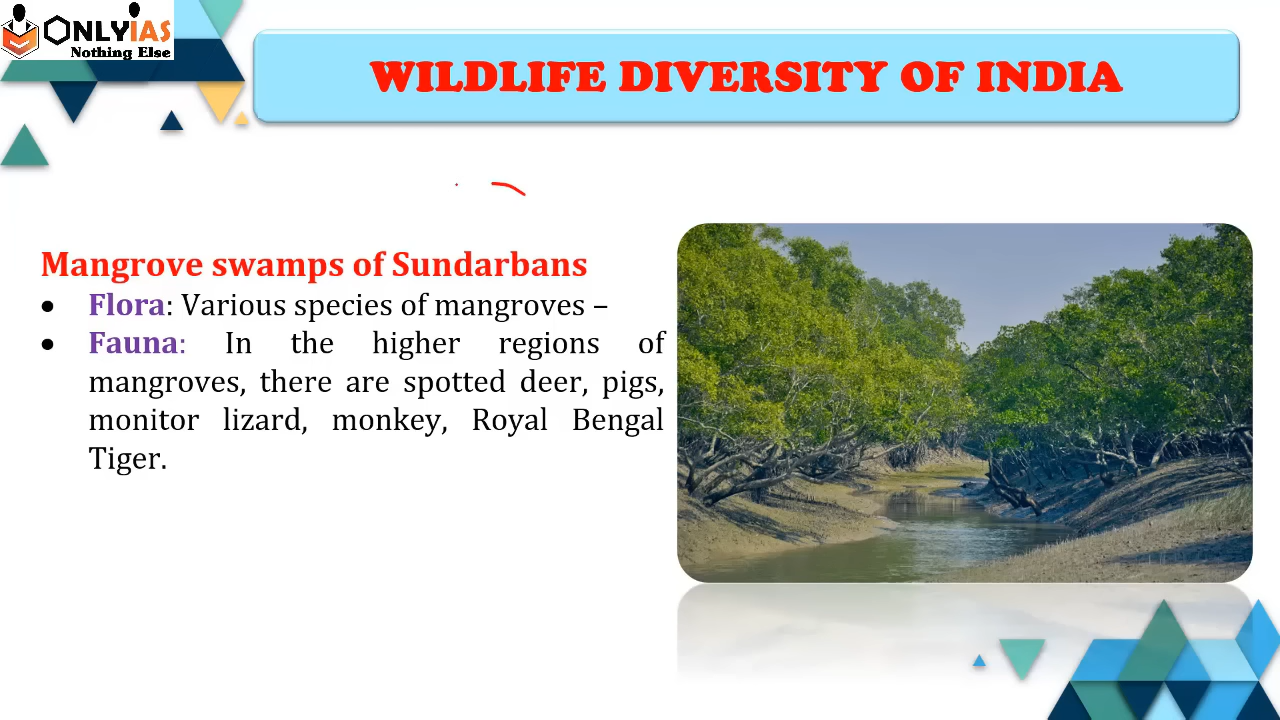 ONLYIAS
Nothing Else
WILDLIFE DIVERSITY OF INDIA
Mangrove swamps of Sundarbans
• Flora: Various species of mangroves –
• Fauna: In the higher regions of
mangroves, there are spotted deer, pigs,
monitor lizard, monkey, Royal Bengal
Tiger.